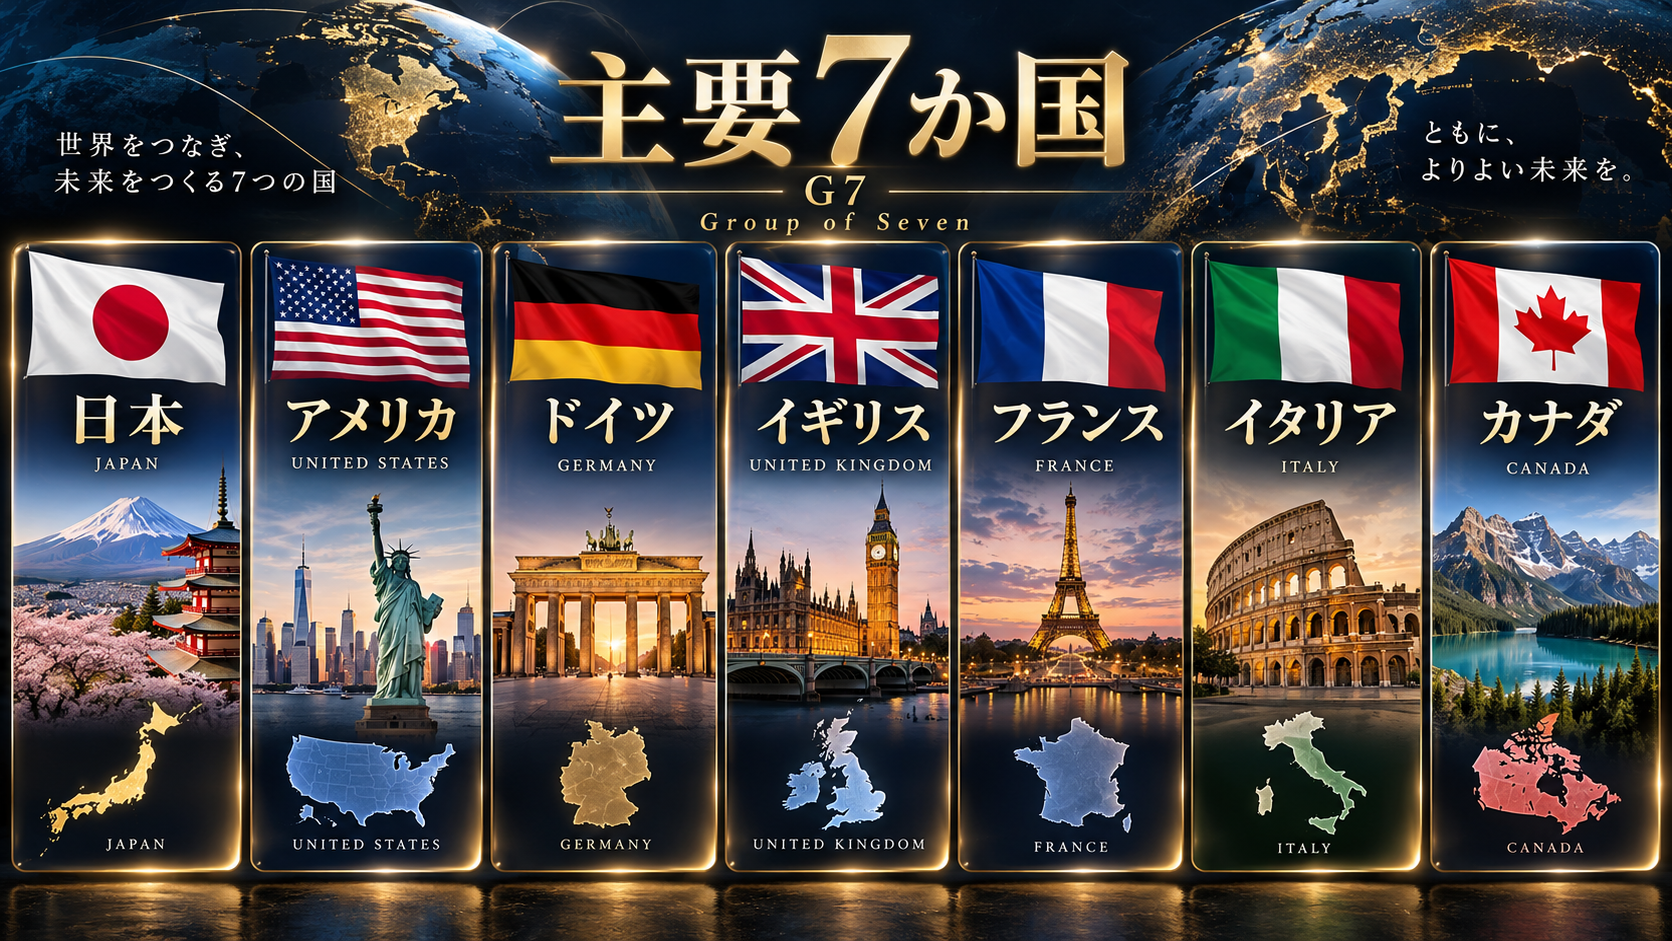 主要7か国
G7
Group of Seven
世界をつなぎ、
未来をつくる7つの国
ともに、
よりよい未来を。
日本
JAPAN
JAPAN
アメリカ
UNITED STATES
UNITED STATES
ドイツ
GERMANY
GERMANY
イギリス
UNITED KINGDOM
UNITED KINGDOM
フランス
FRANCE
FRANCE
イタリア
ITALY
ITALY
カナダ
CANADA
CANADA